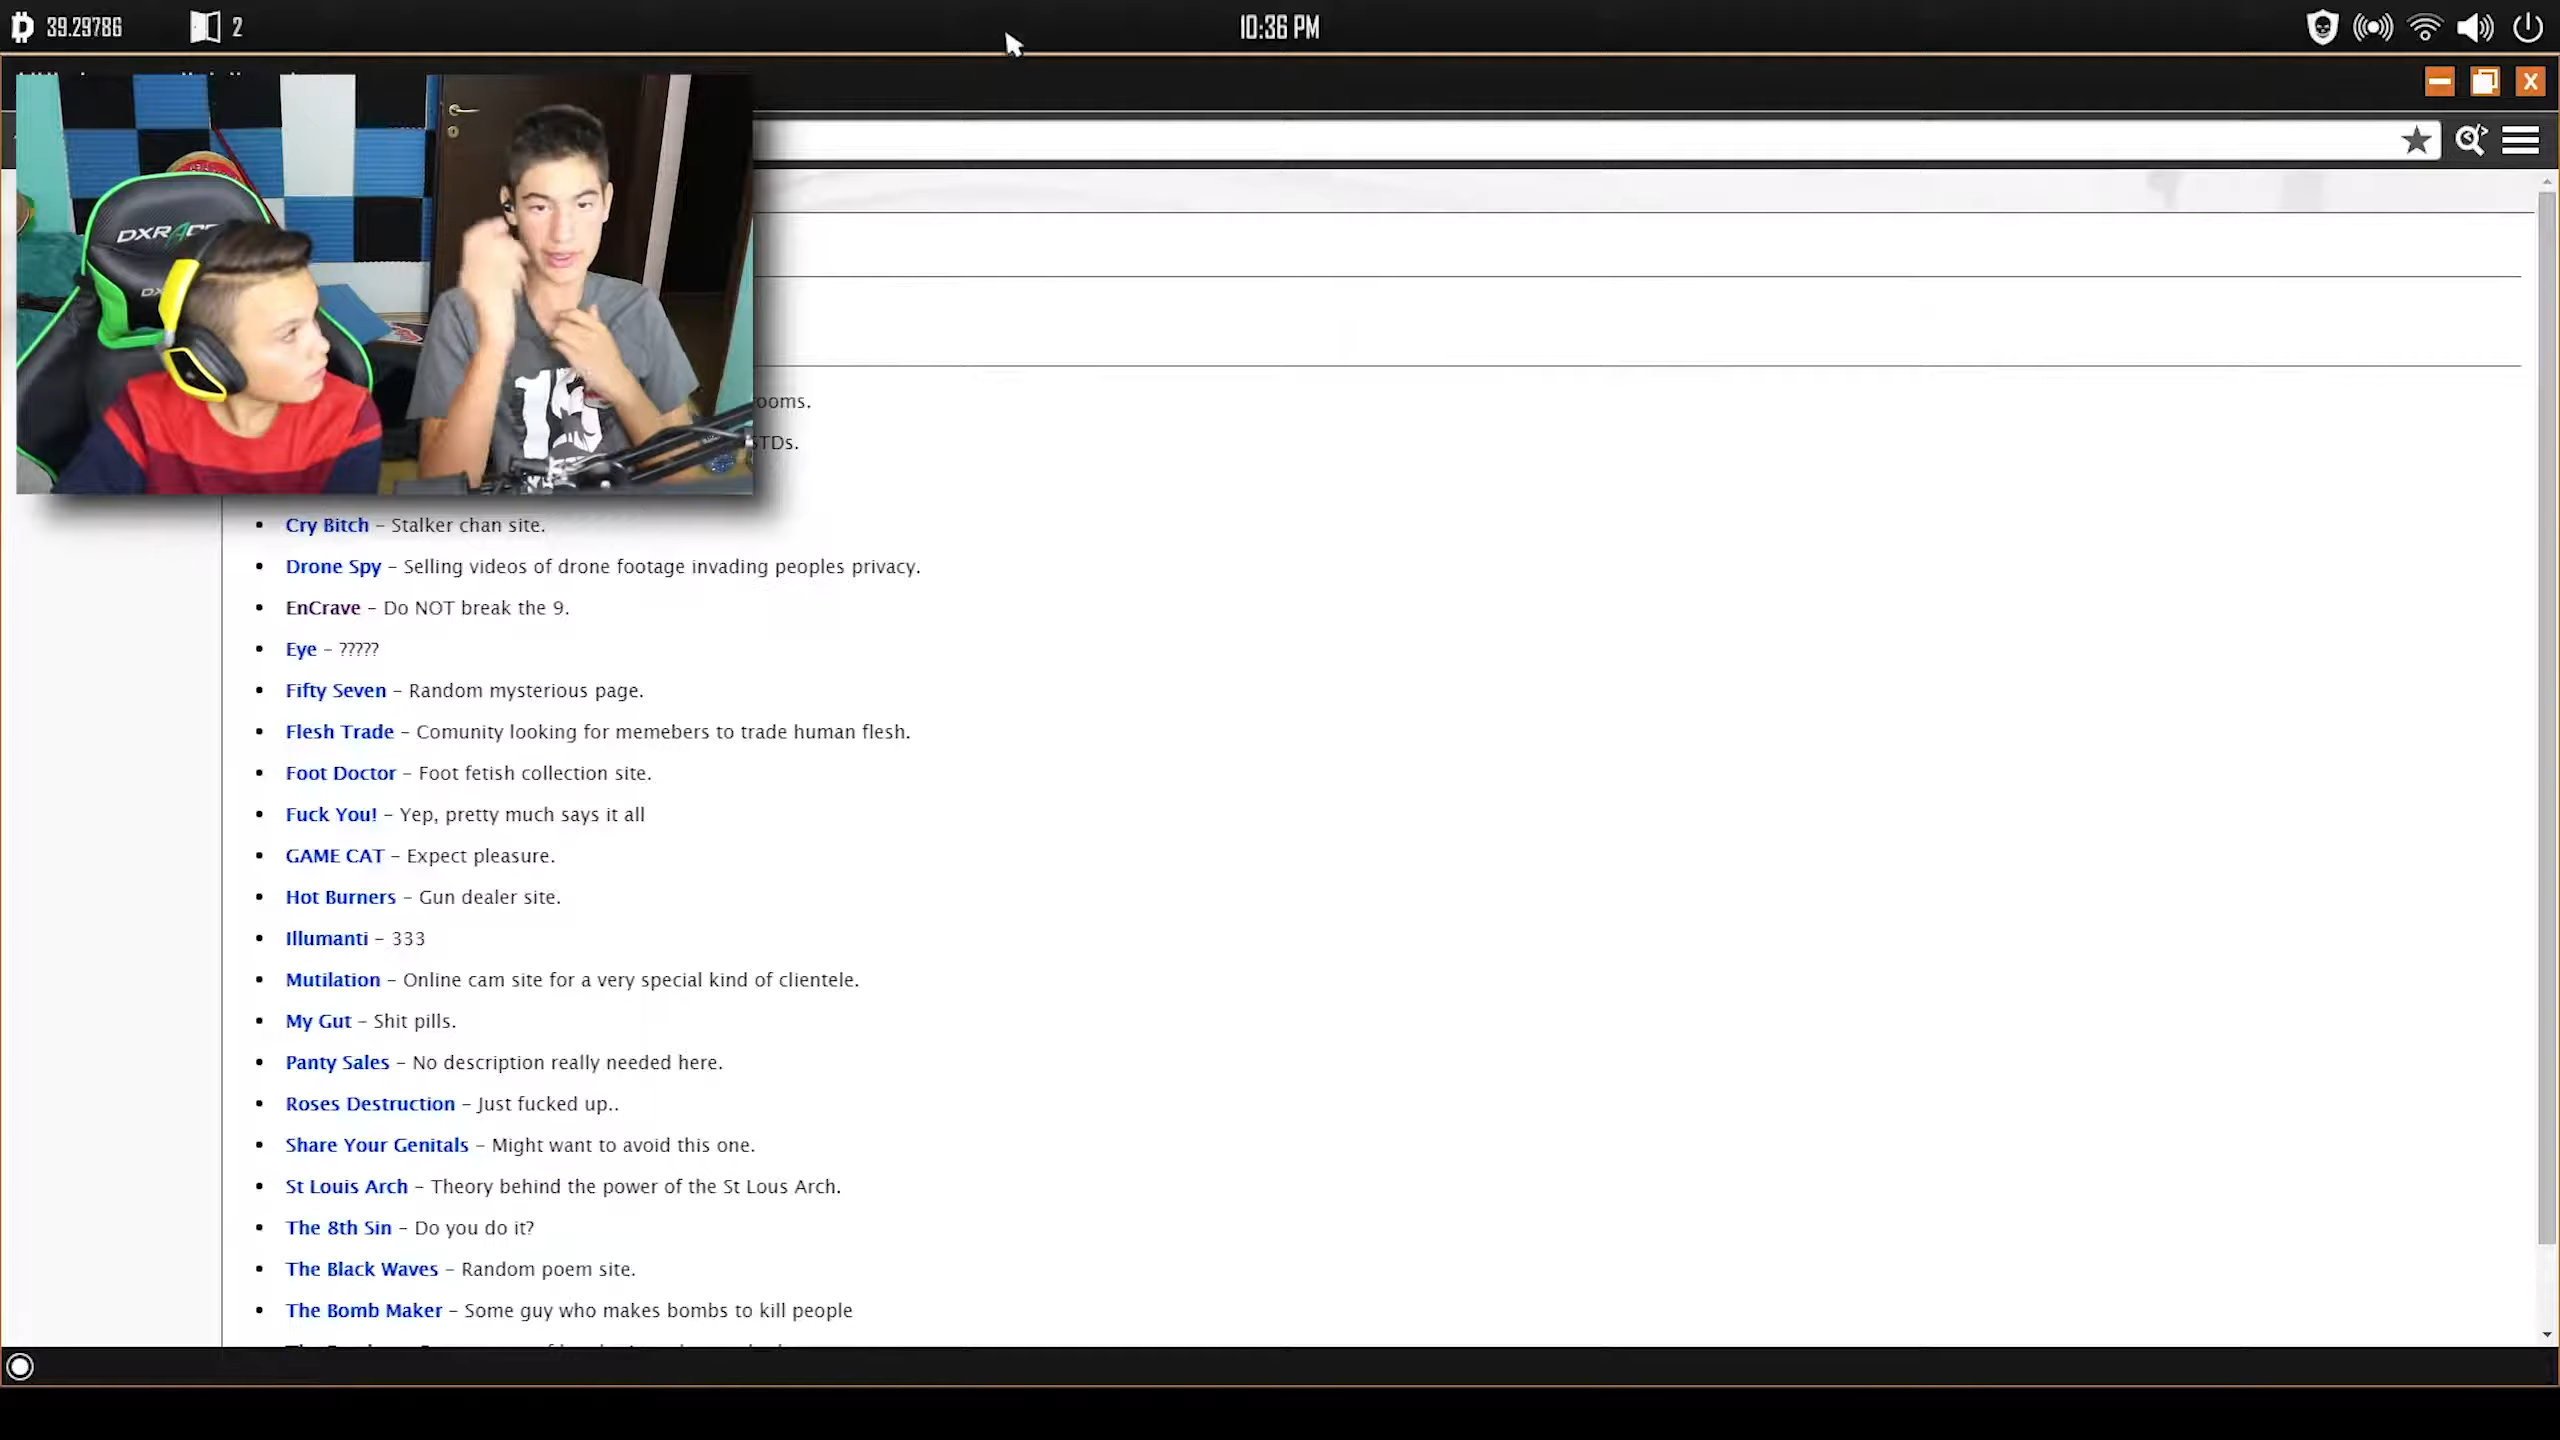 39.29786
2
10:36 PM
DXRACER
ooms.
STDs.
Cry Bitch – Stalker chan site.
Drone Spy – Selling videos of drone footage invading peoples privacy.
EnCrave – Do NOT break the 9.
Eye – ?????
Fifty Seven – Random mysterious page.
Flesh Trade – Comunity looking for memebers to trade human flesh.
Foot Doctor – Foot fetish collection site.
Fuck You! – Yep, pretty much says it all
GAME CAT – Expect pleasure.
Hot Burners – Gun dealer site.
Illumanti – 333
Mutilation – Online cam site for a very special kind of clientele.
My Gut – Shit pills.
Panty Sales – No description really needed here.
Roses Destruction – Just fucked up..
Share Your Genitals – Might want to avoid this one.
St Louis Arch – Theory behind the power of the St Lous Arch.
The 8th Sin – Do you do it?
The Black Waves – Random poem site.
The Bomb Maker – Some guy who makes bombs to kill people